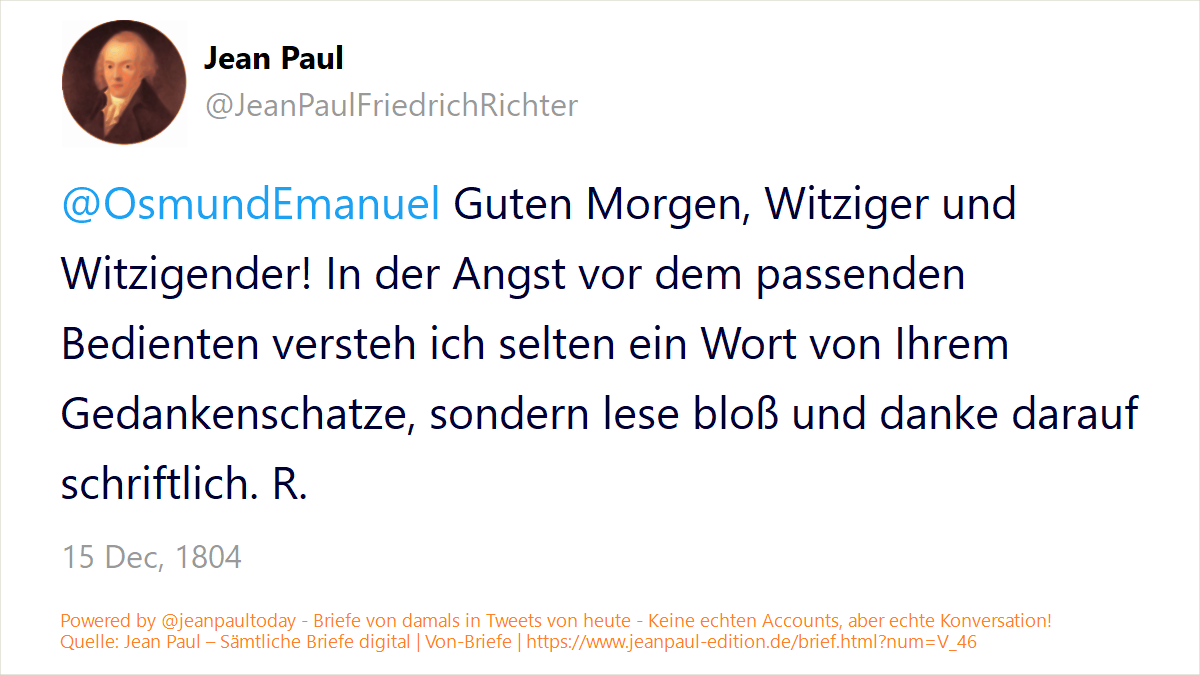 Jean Paul
@JeanPaulFriedrichRichter
@OsmundEmanuel Guten Morgen, Witziger und
Witzigender! In der Angst vor dem passenden
Bedienten versteh ich selten ein Wort von Ihrem
Gedankenschatze, sondern lese bloß und danke darauf
schriftlich. R.
15 Dec, 1804
Powered by @jeanpaultoday - Briefe von damals in Tweets von heute - Keine echten Accounts, aber echte Konversation!
Quelle: Jean Paul – Sämtliche Briefe digital | Von-Briefe | https://www.jeanpaul-edition.de/brief.html?num=V_46